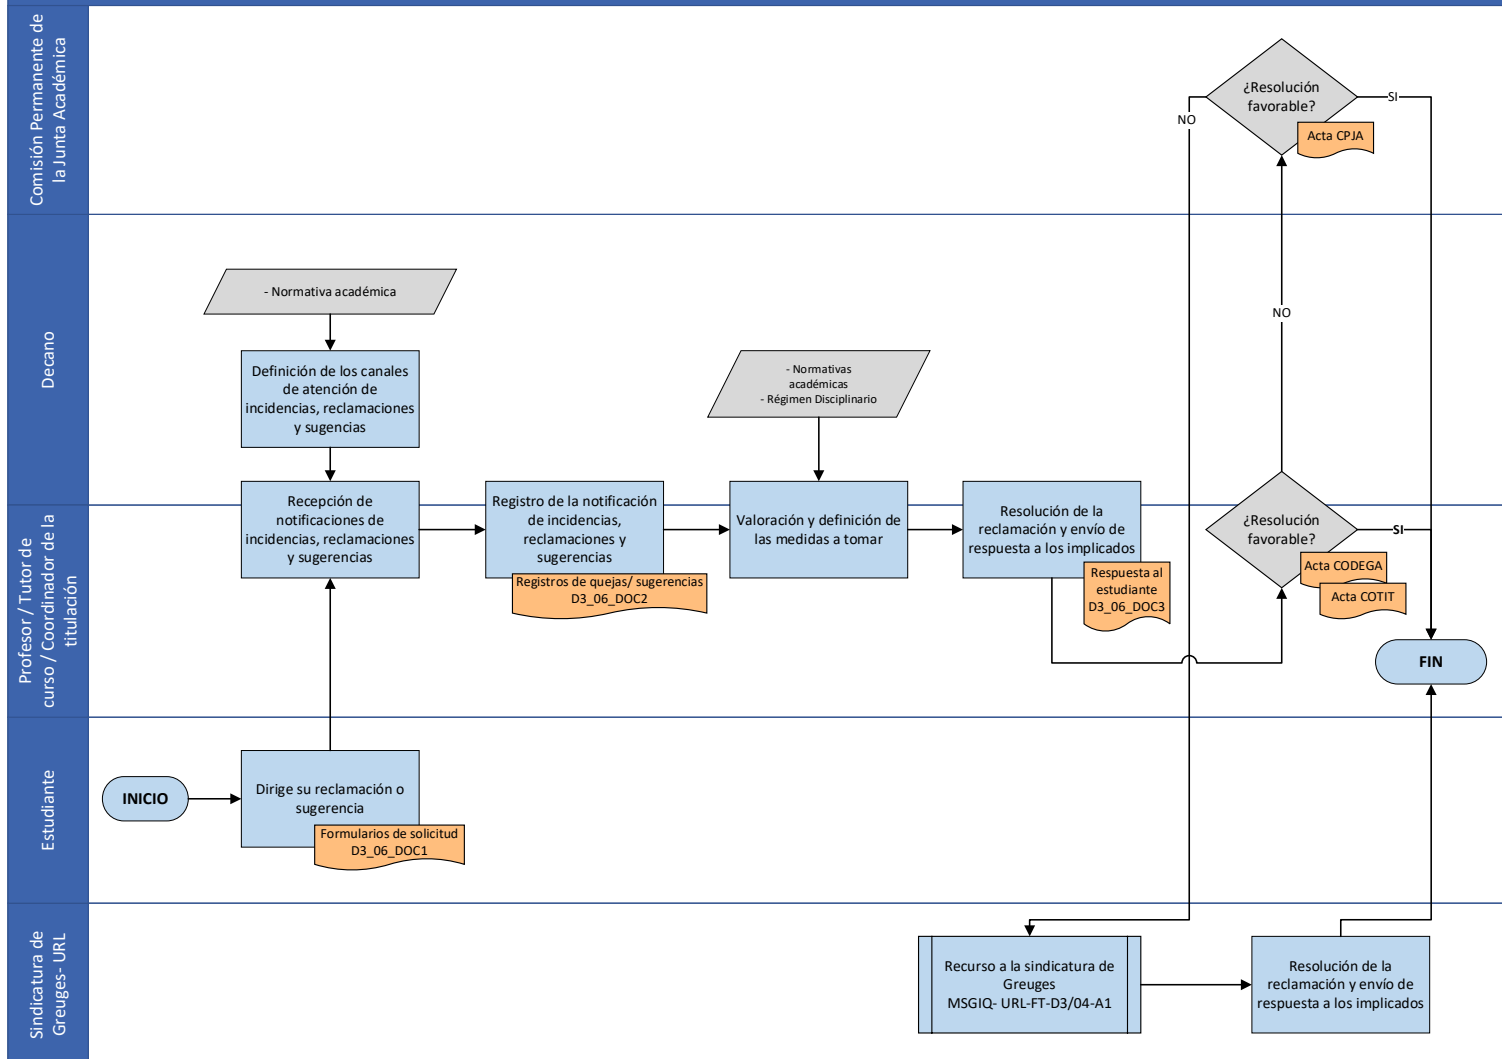 Comisión Permanente de
la Junta Académica
¿Resolución
favorable?
SI
NO
Acta CPJA
Decano
- Normativa académica
Definición de los canales
de atención de
incidencias, reclamaciones
y sugencias
- Normativas
académicas
- Régimen Disciplinario
NO
Profesor / Tutor de
curso / Coordinador de la
titulación
Recepción de
notificaciones de
incidencias, reclamaciones
y sugerencias
Registro de la notificación
de incidencias,
reclamaciones y
sugerencias
Registros de quejas/ sugerencias
D3_06_DOC2
Valoración y definición de
las medidas a tomar
Resolución de la
reclamación y envío de
respuesta a los implicados
Respuesta al
estudiante
D3_06_DOC3
¿Resolución
favorable?
SI
Acta CODEGA
Acta COTIT
FIN
Estudiante
INICIO
Dirige su reclamación o
sugerencia
Formularios de solicitud
D3_06_DOC1
Sindicatura de
Greuges- URL
Recurso a la sindicatura de
Greuges
MSGIQ- URL-FT-D3/04-A1
Resolución de la
reclamación y envío de
respuesta a los implicados